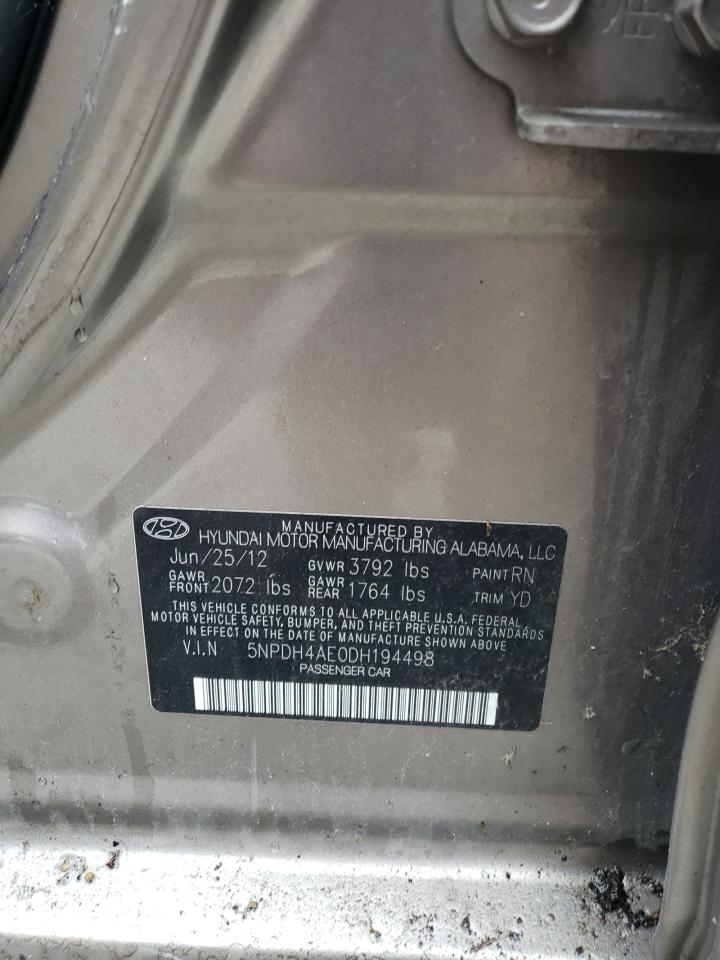 MANUFACTURED BY
HYUNDAI MOTOR MANUFACTURING ALABAMA, LLC
Jun/25/12 GVWR 3792 lbs PAINT RN
GAWR FRONT 2072 lbs GAWR REAR 1764 lbs TRIM YD
THIS VEHICLE CONFORMS TO ALL APPLICABLE U.S.A. FEDERAL
MOTOR VEHICLE SAFETY, BUMPER, AND THEFT PREVENTION STANDARDS
IN EFFECT ON THE DATE OF MANUFACTURE SHOWN ABOVE
V.I.N 5NPDH4AE0DH194498
PASSENGER CAR